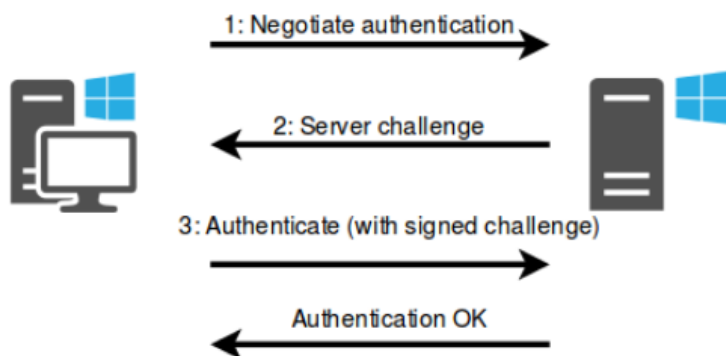 1: Negotiate authentication
2: Server challenge
3: Authenticate (with signed challenge)
Authentication OK